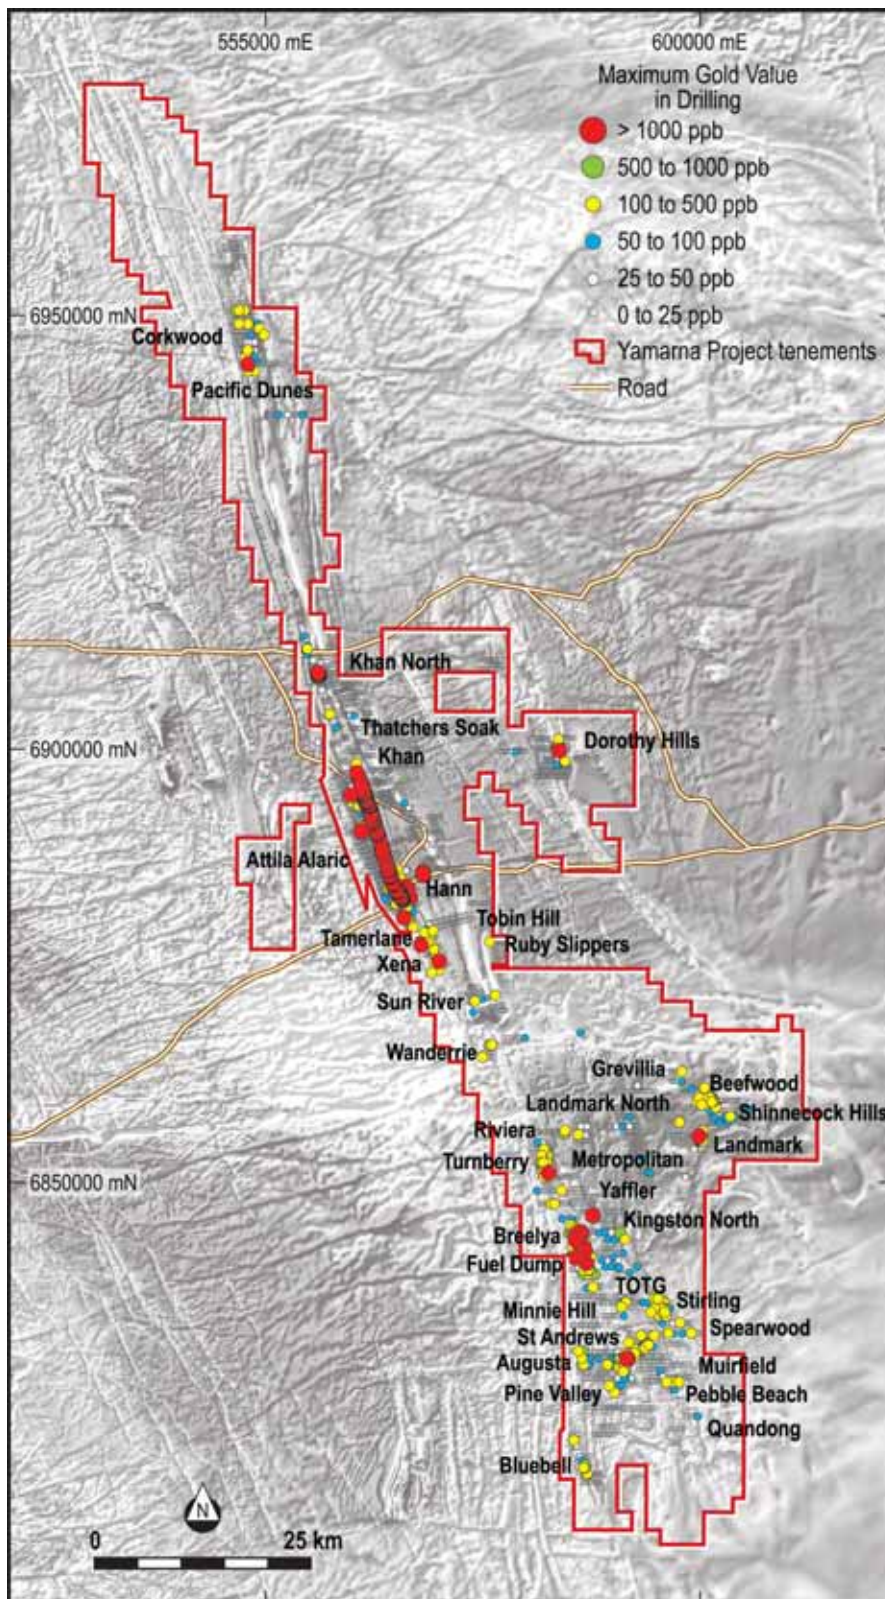 555000 mE
600000 mE
Maximum Gold Value
in Drilling
> 1000 ppb
500 to 1000 ppb
100 to 500 ppb
50 to 100 ppb
25 to 50 ppb
0 to 25 ppb
Yamarna Project tenements
Road
6950000 mN
Corkwood
Pacific Dunes
Khan North
Thatchers Soak
6900000 mN
Khan
Dorothy Hills
Attila Alaric
Hann
Tobin Hill
Tamerlane
Ruby Slippers
Xena
Sun River
Wanderrie
Grevillia
Beefwood
Landmark North
Shinnecock Hills
Riviera
Landmark
Turnberry
Metropolitan
6850000 mN
Yaffler
Kingston North
Breelya
Fuel Dump
TOTG
Minnie Hill
Stirling
St Andrews
Spearwood
Augusta
Muirfield
Pine Valley
Pebble Beach
Quandong
Bluebell
N
0
25 km